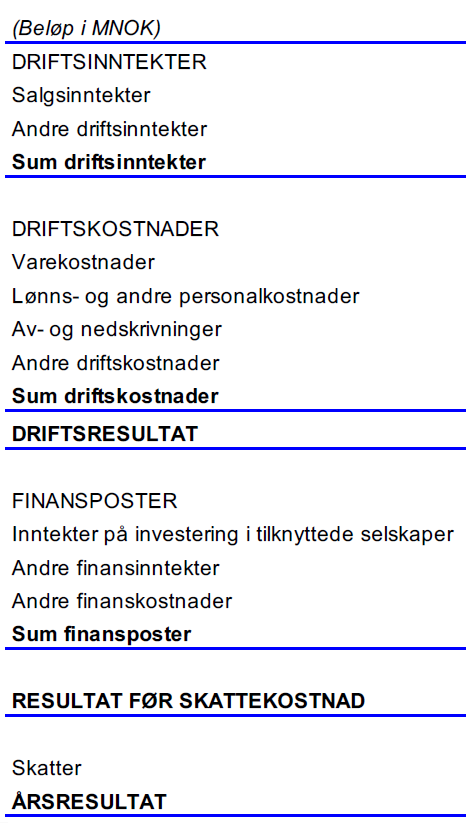 (Beløp i MNOK)
DRIFTSINNTEKTER
Salgsinntekter
Andre driftsinntekter
Sum driftsinntekter
DRIFTSKOSTNADER
Varekostnader
Lønns- og andre personalkostnader
Av- og nedskrivninger
Andre driftskostnader
Sum driftskostnader
DRIFTSRESULTAT
FINANSPOSTER
Inntekter på investering i tilknyttede selskaper
Andre finansinntekter
Andre finanskostnader
Sum finansposter
RESULTAT FØR SKATTEKOSTNAD
Skatter
ÅRSRESULTAT